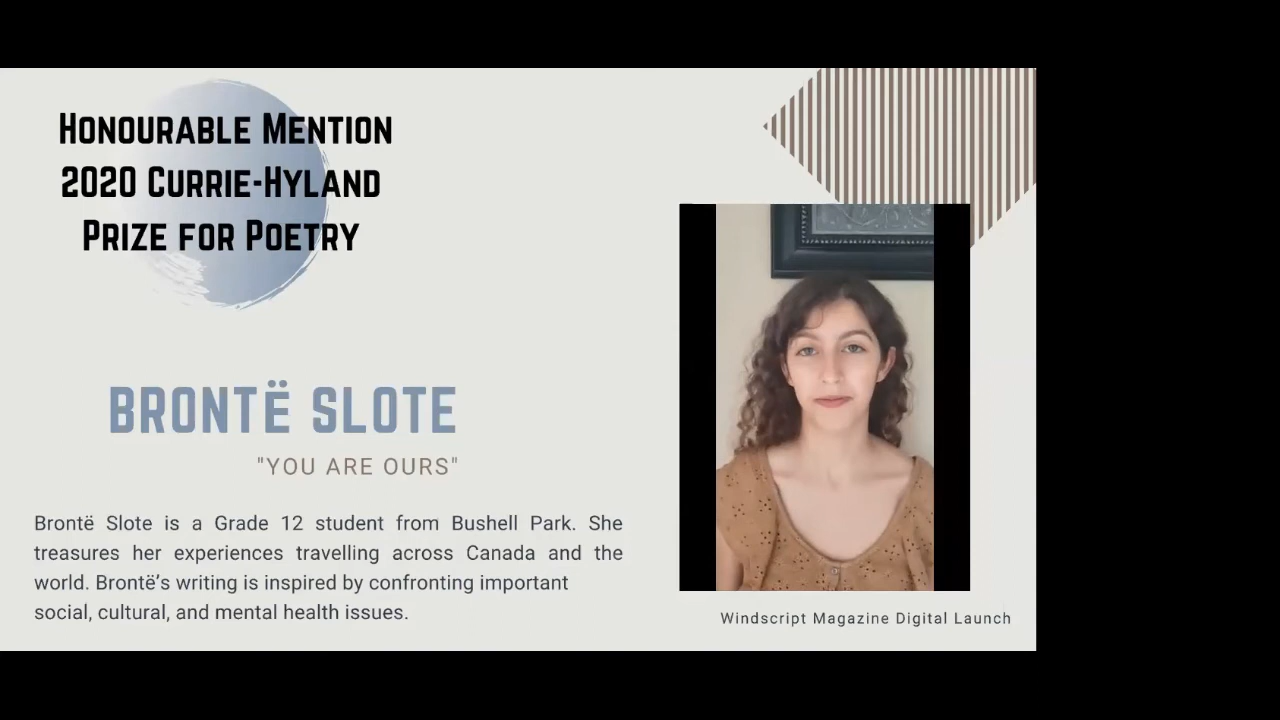 Honourable Mention
2020 Currie-Hyland
Prize for Poetry
BRONTË SLOTE
"YOU ARE OURS"
Brontë Slote is a Grade 12 student from Bushell Park. She
treasures her experiences travelling across Canada and the
world. Brontë's writing is inspired by confronting important
social, cultural, and mental health issues.
Windscript Magazine Digital Launch